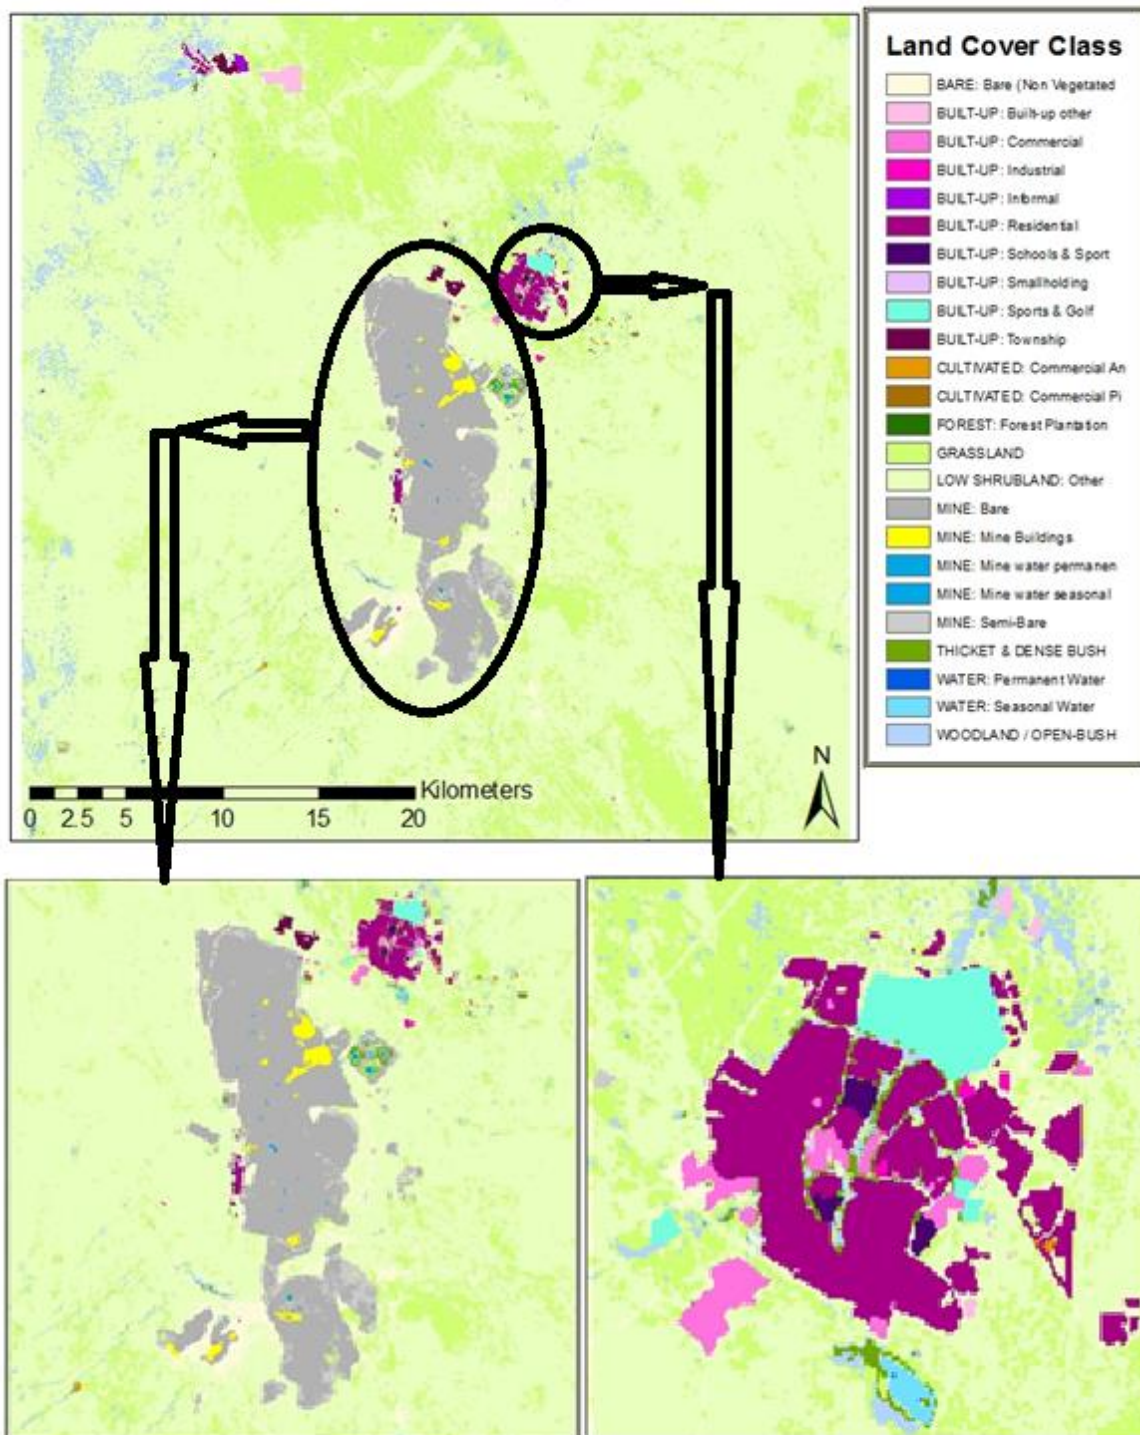 Land Cover Class
BARE: Bare (Non Vegetated
BUILT-UP: Built-up other
BUILT-UP: Commercial
BUILT-UP: Industrial
BUILT-UP: Informal
BUILT-UP: Residential
BUILT-UP: Schools & Sport
BUILT-UP: Smallholding
BUILT-UP: Sports & Golf
BUILT-UP: Township
CULTIVATED: Commercial An
CULTIVATED: Commercial Pi
FOREST: Forest Plantation
GRASSLAND
LOW SHRUBLAND: Other
MINE: Bare
MINE: Mine Buildings
MINE: Mine water permanen
MINE: Mine water seasonal
MINE: Semi-Bare
THICKET & DENSE BUSH
WATER: Permanent Water
WATER: Seasonal Water
WOODLAND / OPEN-BUSH
N
Kilometers
0 2.5 5 10 15 20